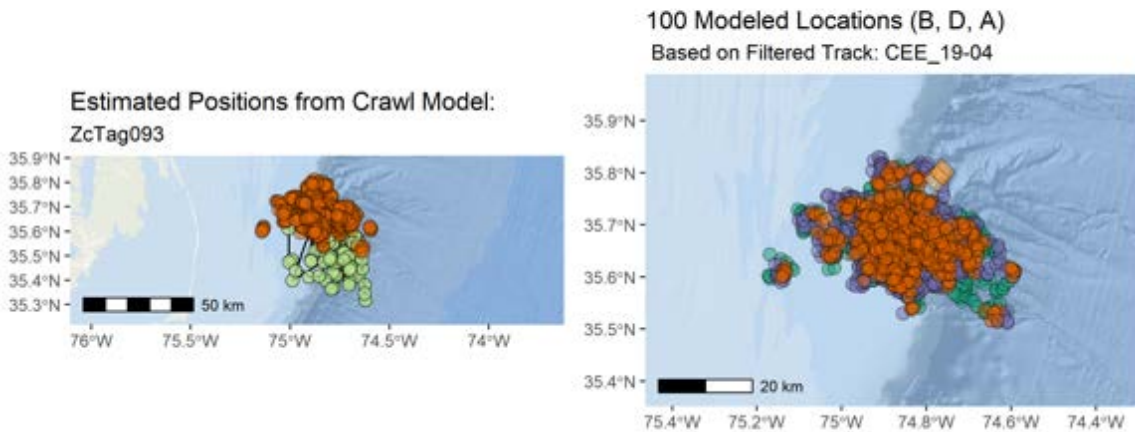 Estimated Positions from Crawl Model:
ZcTag093
35.9°N
35.8°N
35.7°N
35.6°N
35.5°N
35.4°N
35.3°N
50 km
76°W
75.5°W
75°W
74.5°W
74°W
100 Modeled Locations (B, D, A)
Based on Filtered Track: CEE_19-04
35.9°N
35.8°N
35.7°N
35.6°N
35.5°N
35.4°N
20 km
75.4°W
75.2°W
75°W
74.8°W
74.6°W
74.4°W